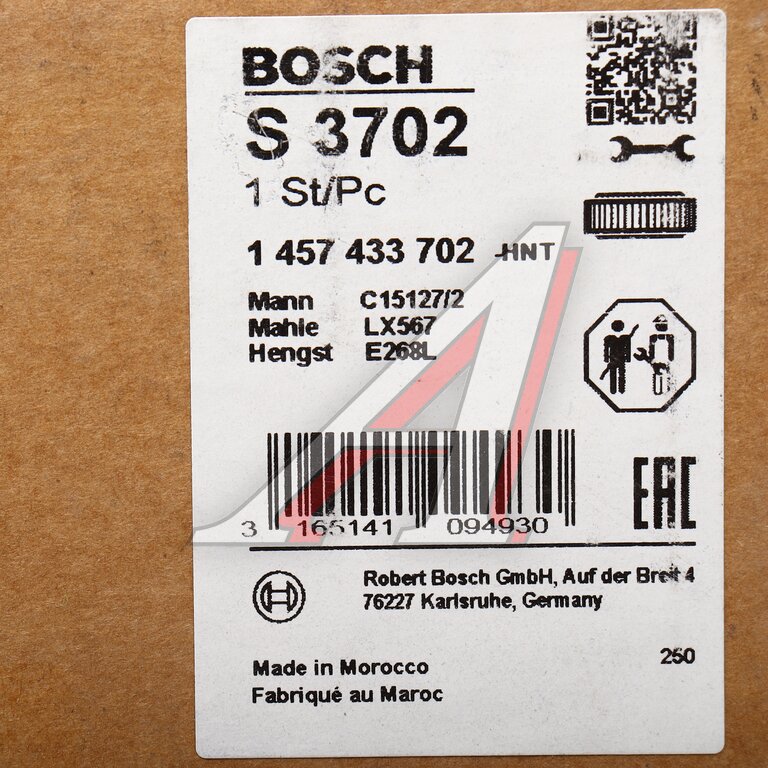 BOSCH
S 3702
1 St/Pc
1 457 433 702 -HNT
Mann C15127/2
Mahle LX567
Hengst E268L
3 165141 094930
EAC
Robert Bosch GmbH, Auf der Breit 4
76227 Karlsruhe, Germany
250
Made in Morocco
Fabriqué au Maroc